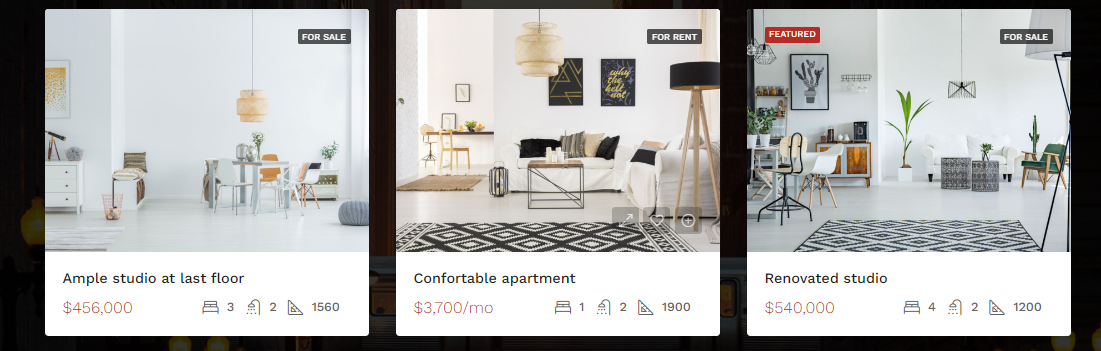 FOR SALE
Ample studio at last floor
$456,000 3 2 1560
FOR RENT
why
the
hell
not
Confortable apartment
$3,700/mo 1 2 1900
FEATURED
FOR SALE
Renovated studio
$540,000 4 2 1200